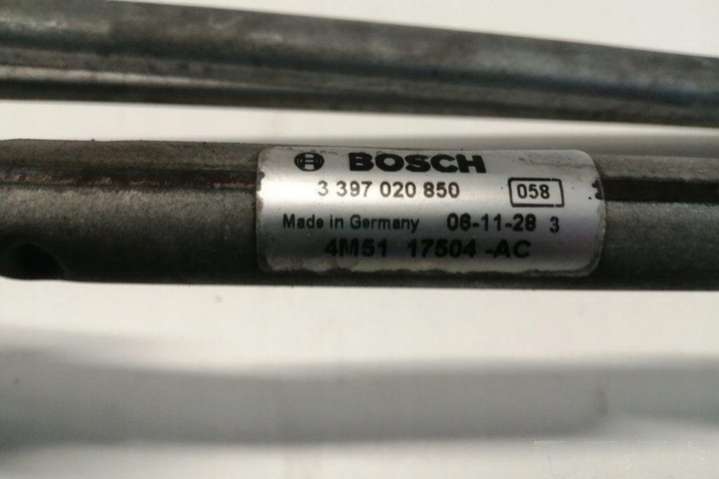 BOSCH
3 397 020 850 058
Made in Germany 06-11-28 3
4M51 17504-AC